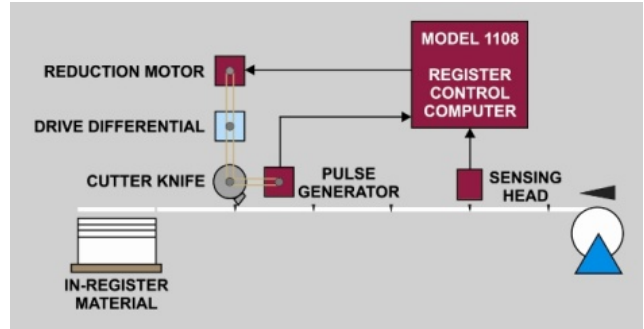 MODEL 1108
REGISTER
CONTROL
COMPUTER
REDUCTION MOTOR
DRIVE DIFFERENTIAL
CUTTER KNIFE
PULSE
GENERATOR
SENSING
HEAD
IN-REGISTER
MATERIAL